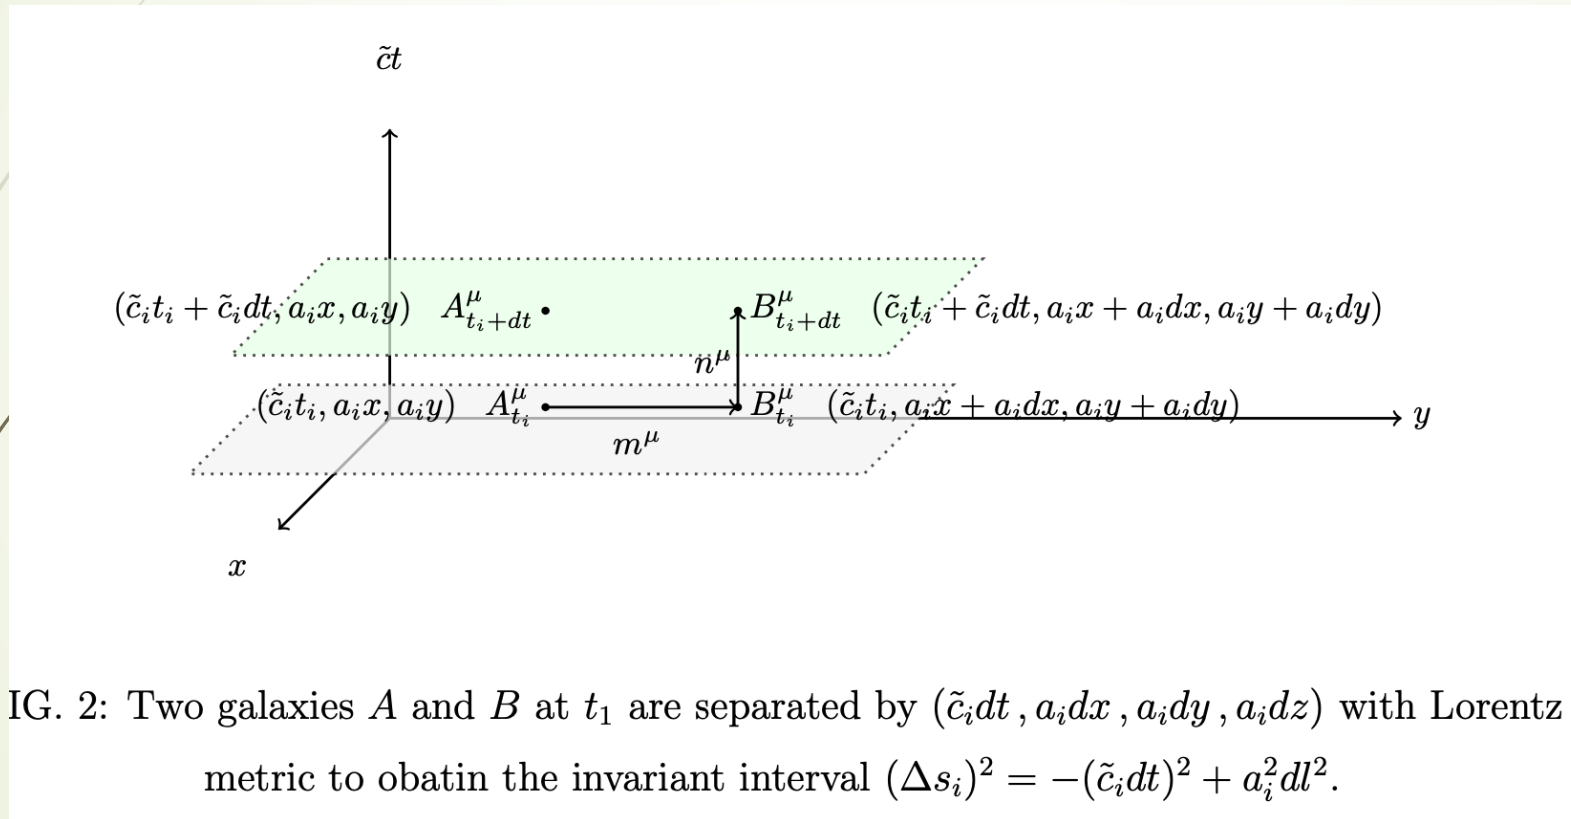 c̃t
(c̃ᵢtᵢ + c̃ᵢdt, aᵢx, aᵢy) A^μ_{tᵢ+dt} B^μ_{tᵢ+dt} (c̃ᵢtᵢ + c̃ᵢdt, aᵢx + aᵢdx, aᵢy + aᵢdy)
n^μ
(c̃ᵢtᵢ, aᵢx, aᵢy) A^μ_{tᵢ} B^μ_{tᵢ} (c̃ᵢtᵢ, aᵢx + aᵢdx, aᵢy + aᵢdy) y
m^μ
x
IG. 2: Two galaxies A and B at t₁ are separated by (c̃ᵢdt , aᵢdx , aᵢdy , aᵢdz) with Lorentz
metric to obatin the invariant interval (Δsᵢ)² = −(c̃ᵢdt)² + aᵢ²dl².